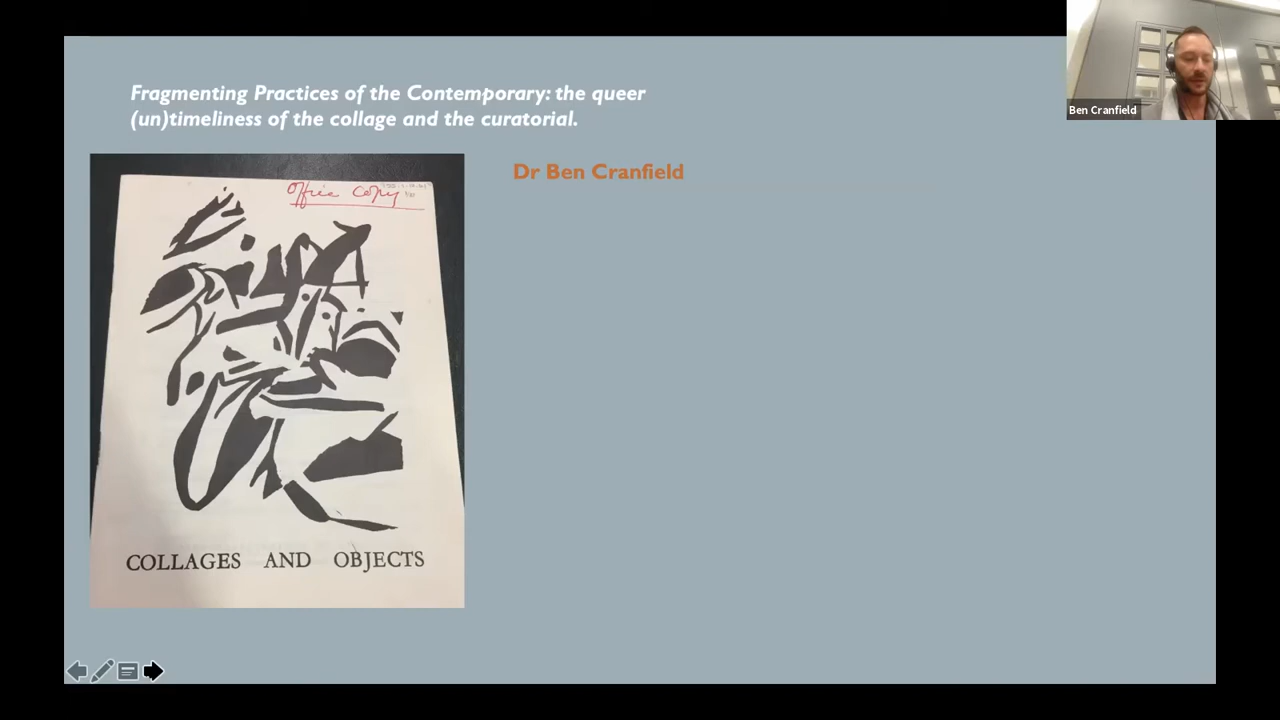 Fragmenting Practices of the Contemporary: the queer
(un)timeliness of the collage and the curatorial.
Dr Ben Cranfield
Ben Cranfield
office copy
COLLAGES AND OBJECTS